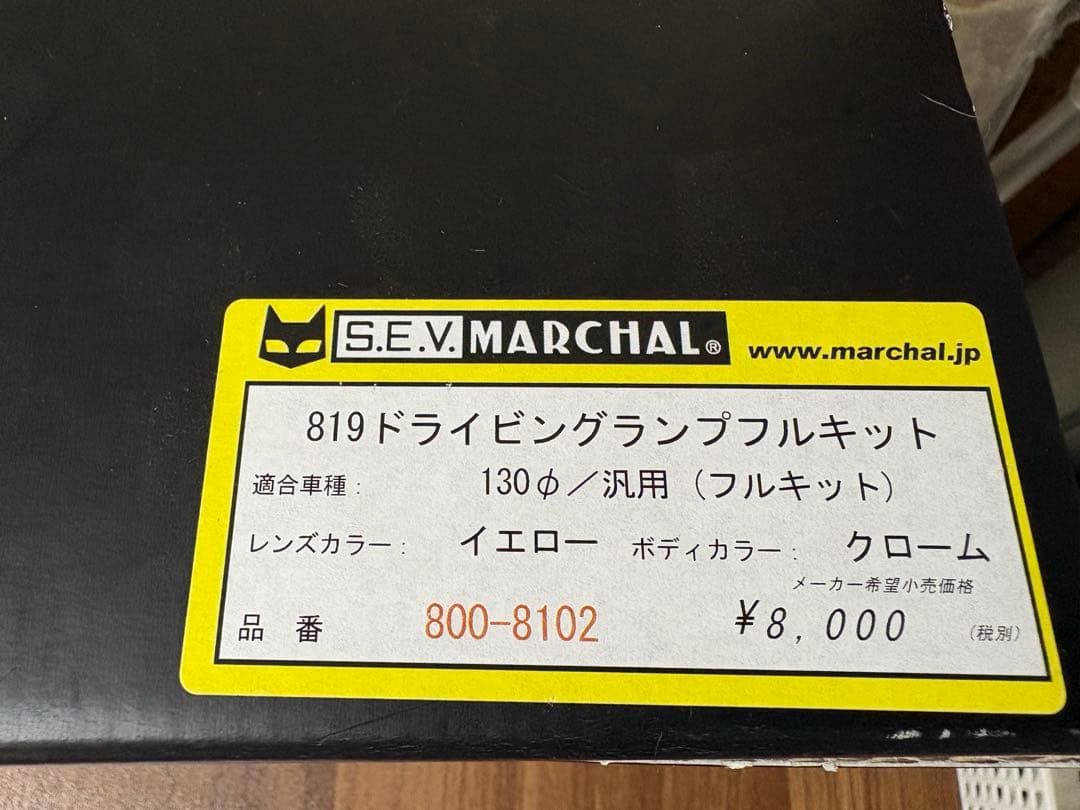 S.E.V. MARCHAL® www.marchal.jp
819ドライビングランプフルキット
適合車種: 130φ/汎用(フルキット)
レンズカラー: イエロー ボディカラー: クローム
メーカー希望小売価格
品番 800-8102 ¥8,000 (税別)